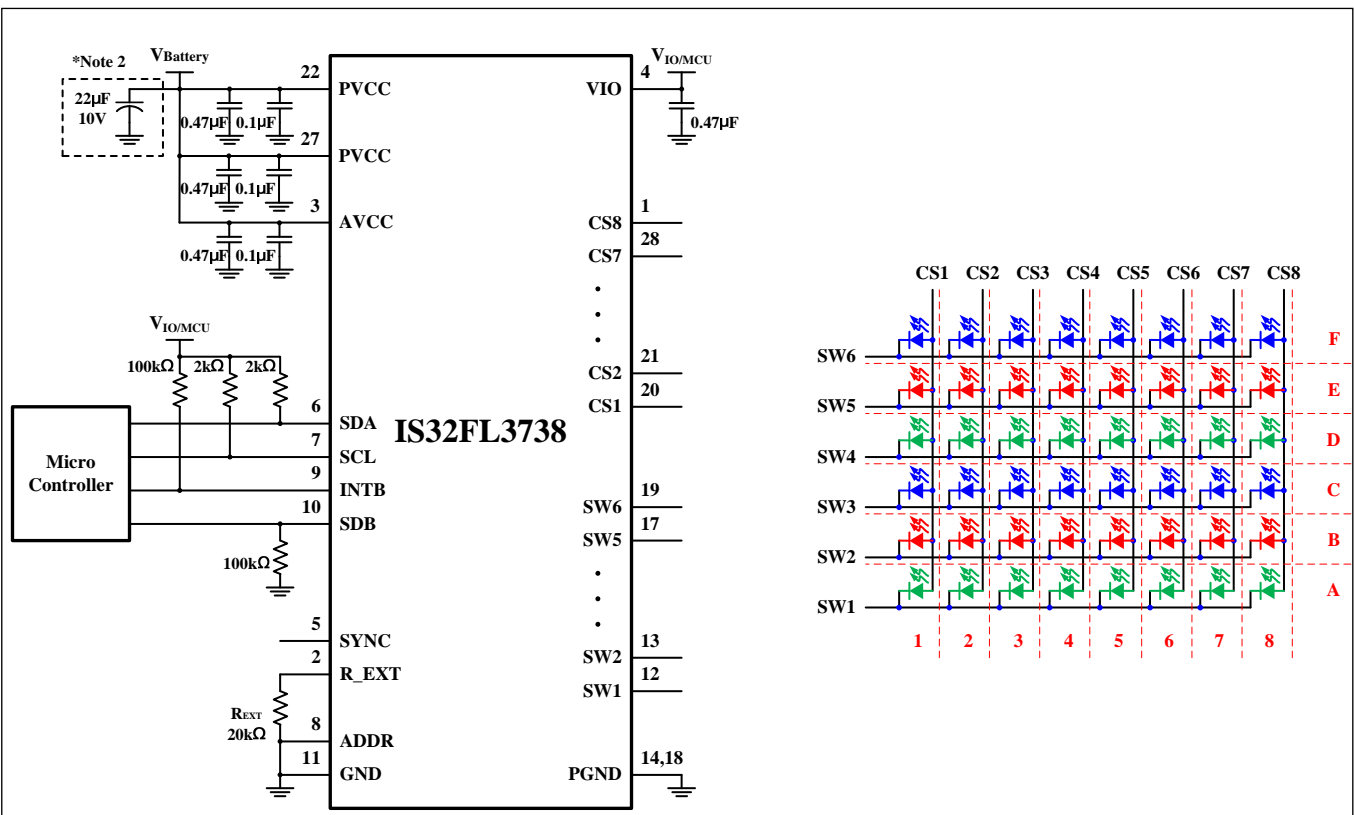 *Note 2
VBattery
22µF
10V
0.47µF 0.1µF
0.47µF 0.1µF
0.47µF 0.1µF
22 PVCC
27 PVCC
3 AVCC
VIO/MCU
100kΩ 2kΩ 2kΩ
Micro
Controller
6 SDA
7 SCL
9 INTB
10 SDB
100kΩ
5 SYNC
2 R_EXT
REXT
20kΩ
8 ADDR
11 GND
IS32FL3738
VIO 4
VIO/MCU
0.47µF
CS8 1
CS7 28
CS2 21
CS1 20
SW6 19
SW5 17
SW2 13
SW1 12
PGND 14,18
CS1 CS2 CS3 CS4 CS5 CS6 CS7 CS8
SW6 F
SW5 E
SW4 D
SW3 C
SW2 B
SW1 A
1 2 3 4 5 6 7 8